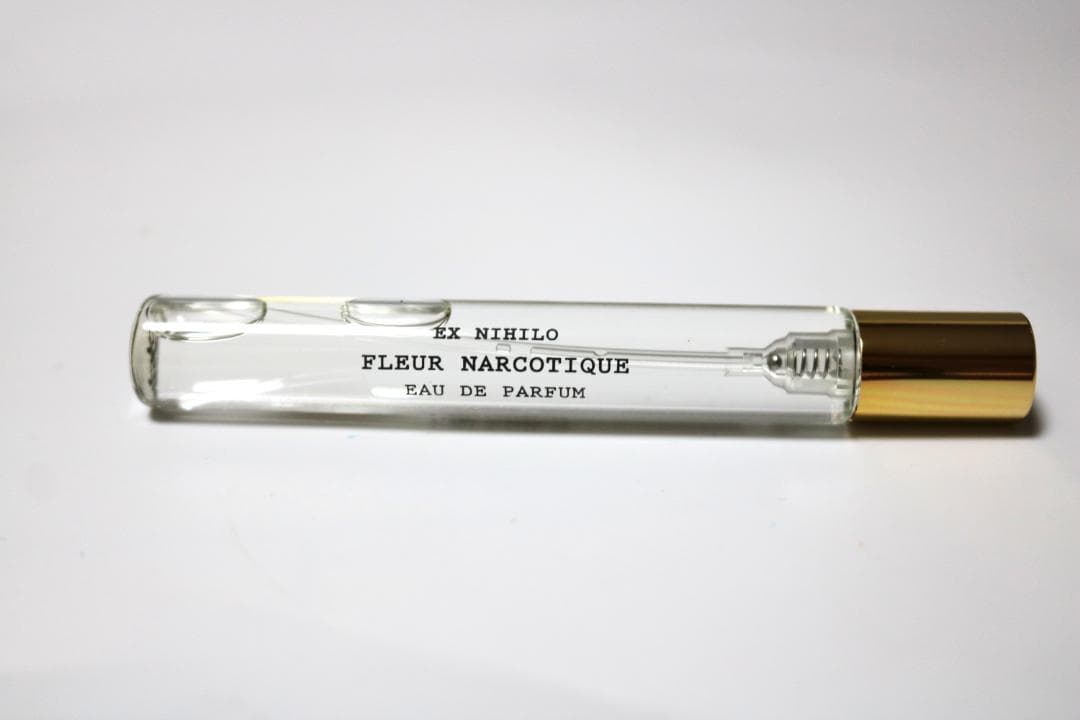 EX NIHILO
FLEUR NARCOTIQUE
EAU DE PARFUM